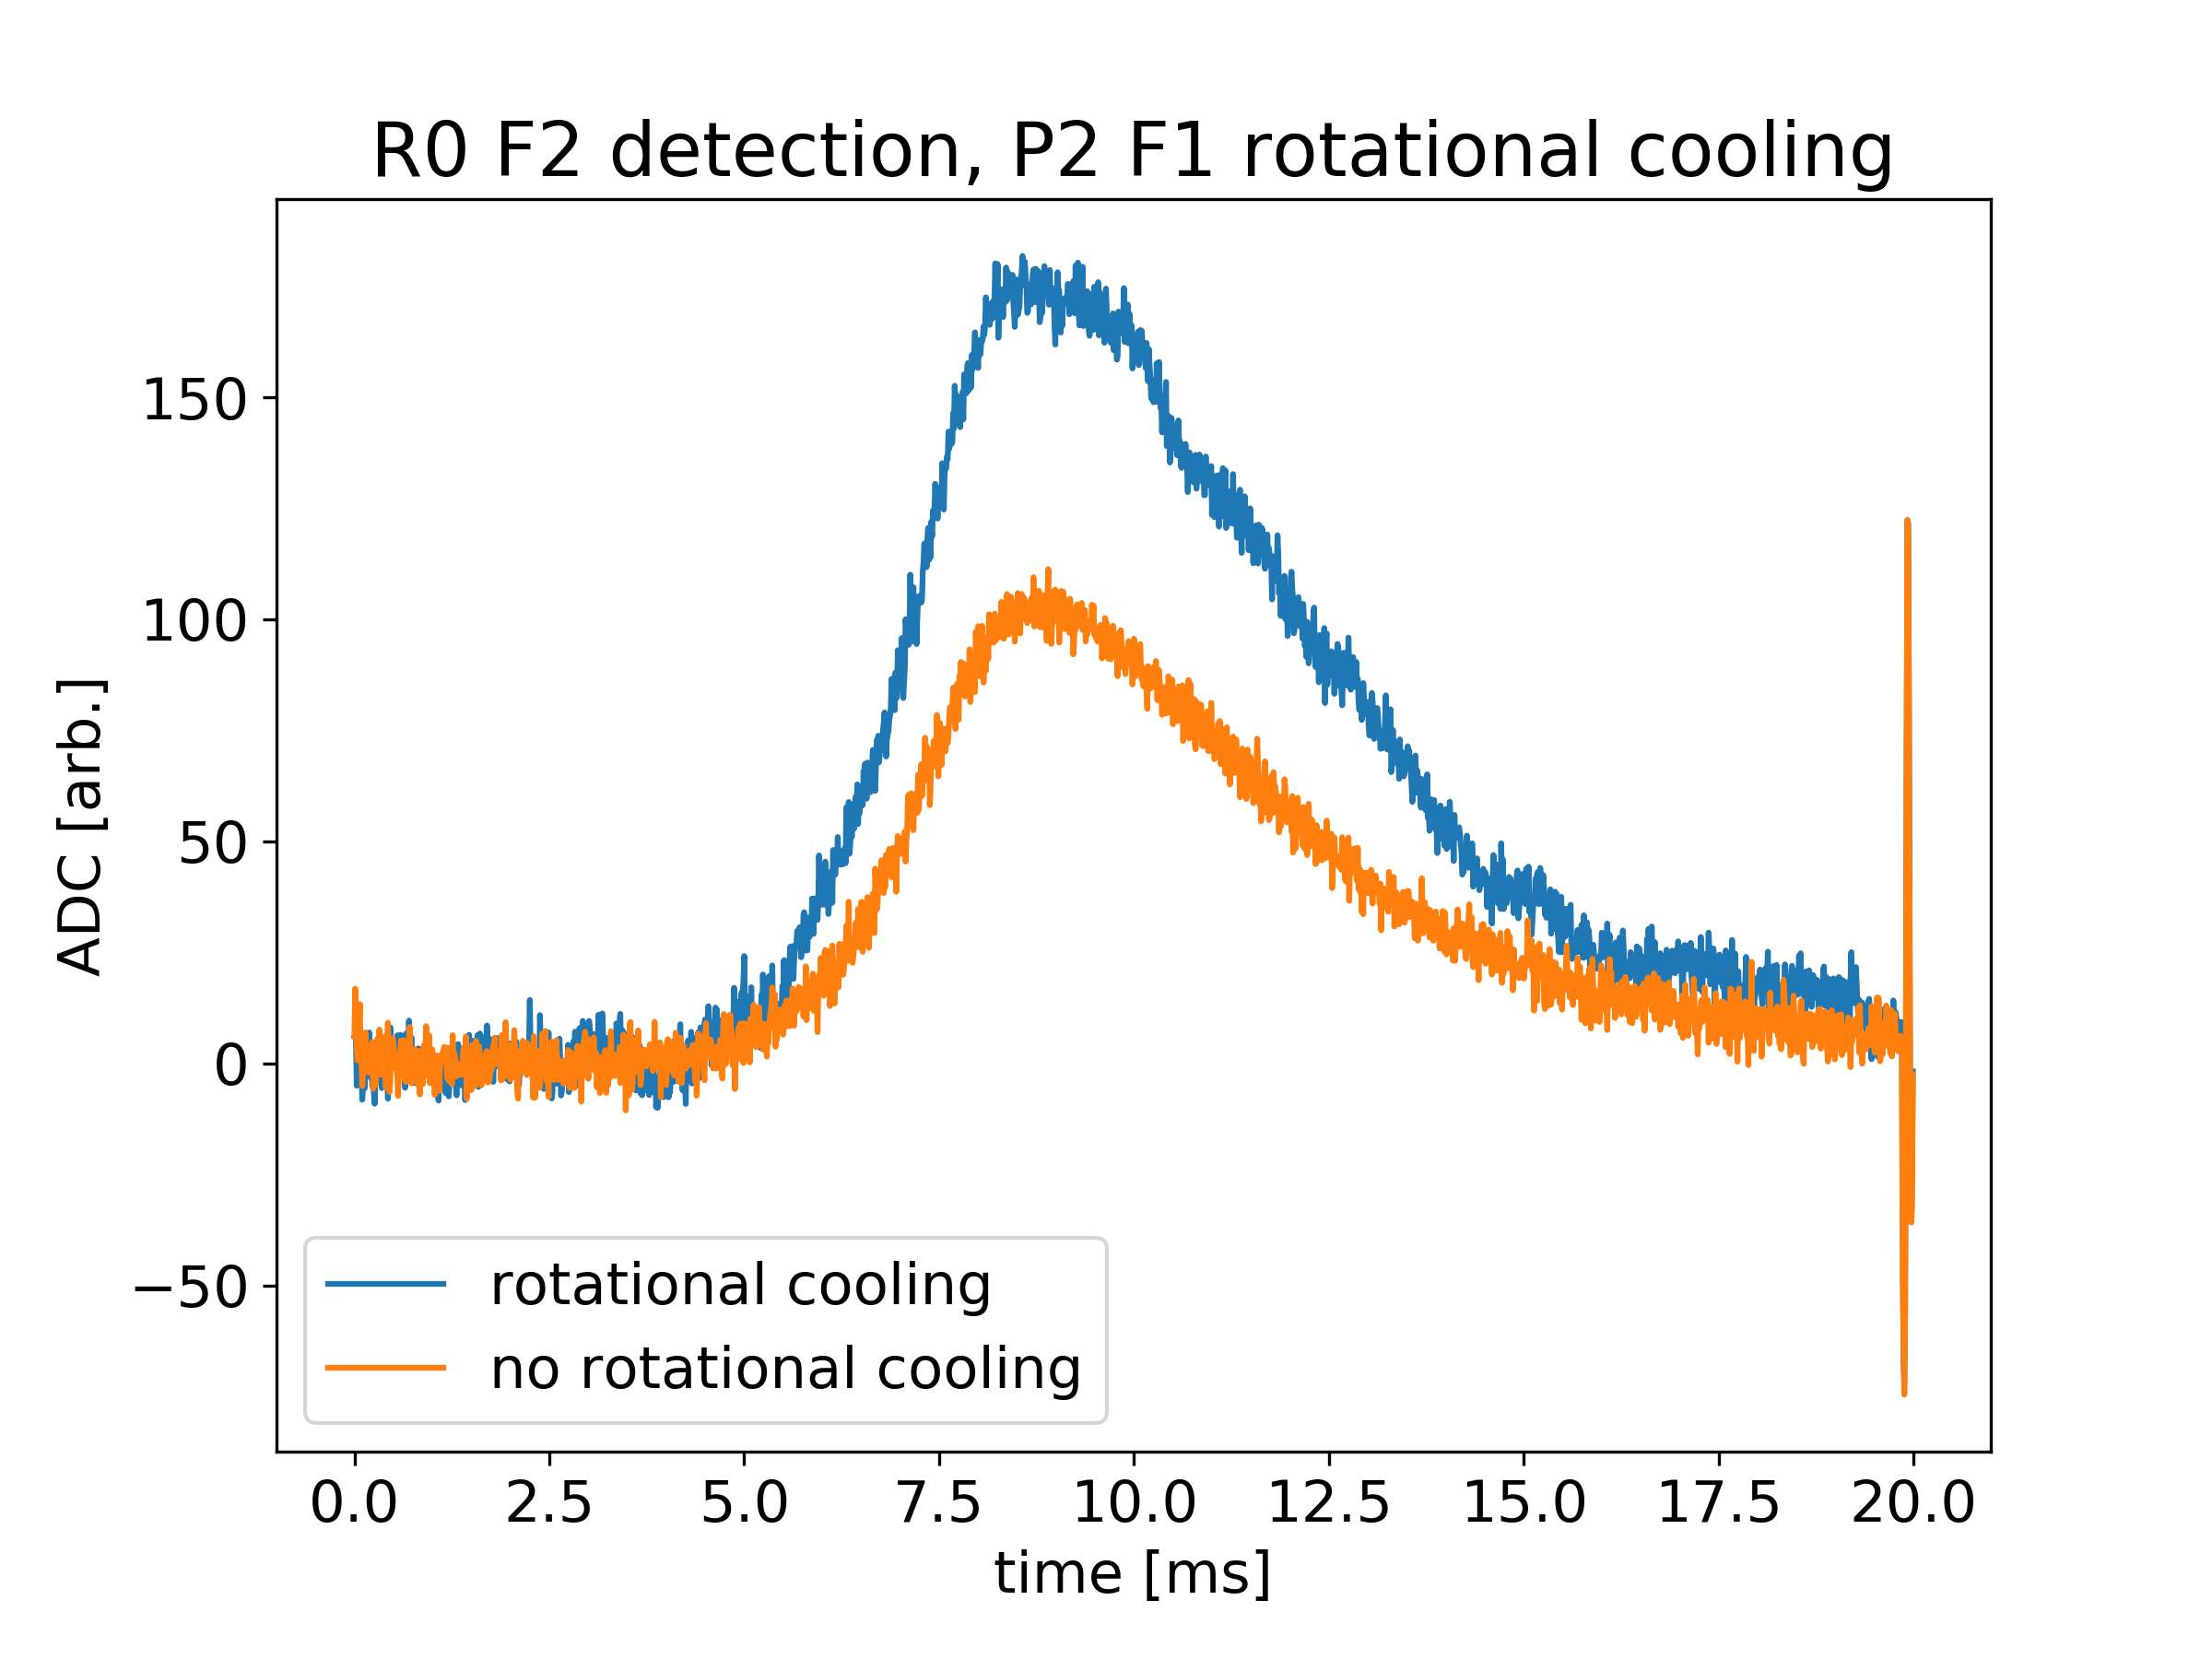 R0 F2 detection, P2 F1 rotational cooling
ADC [arb.]
150
100
50
0
−50
rotational cooling
no rotational cooling
0.0 2.5 5.0 7.5 10.0 12.5 15.0 17.5 20.0
time [ms]